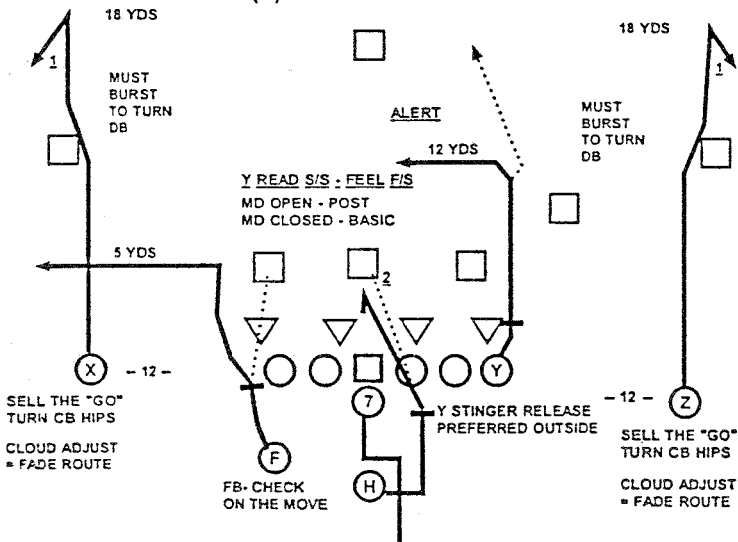 18 YDS
18 YDS
1
1
MUST
BURST
TO TURN
DB
ALERT
MUST
BURST
TO TURN
DB
12 YDS
Y READ S/S - FEEL F/S
MD OPEN - POST
MD CLOSED - BASIC
5 YDS
2
X
- 12 -
Y
7
- 12 -
Z
SELL THE "GO"
TURN CB HIPS
CLOUD ADJUST
= FADE ROUTE
Y STINGER RELEASE
PREFERRED OUTSIDE
SELL THE "GO"
TURN CB HIPS
CLOUD ADJUST
= FADE ROUTE
F
FB- CHECK
ON THE MOVE
H